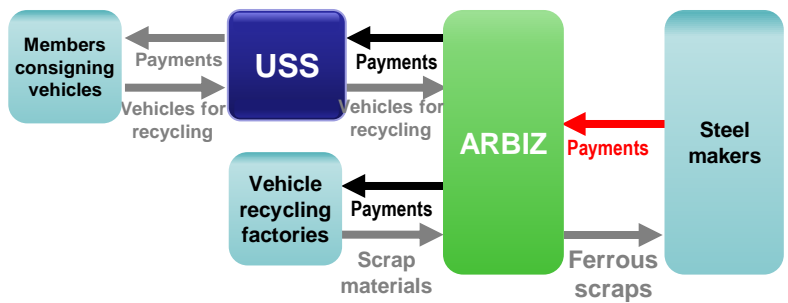 Members
consigning
vehicles
Payments
Vehicles for
recycling
USS
Payments
Vehicles for
recycling
ARBIZ
Payments
Steel
makers
Vehicle
recycling
factories
Payments
Scrap
materials
Ferrous
scraps